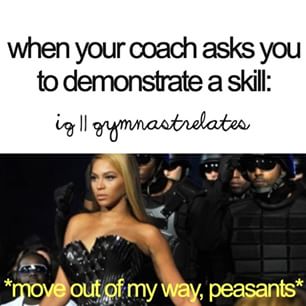 when your coach asks you
to demonstrate a skill:
ig || gymnastrelates
*move out of my way, peasants*